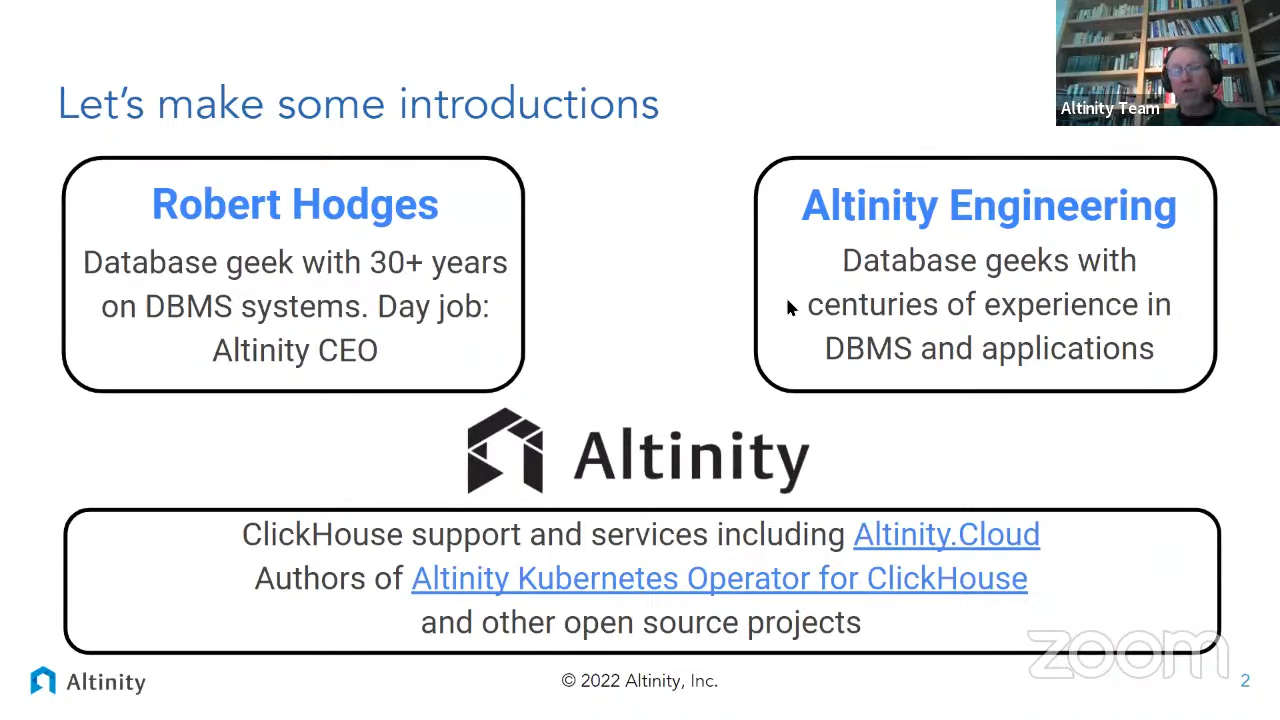 Let's make some introductions
Altinity Team
Robert Hodges
Database geek with 30+ years
on DBMS systems. Day job:
Altinity CEO
Altinity Engineering
Database geeks with
centuries of experience in
DBMS and applications
Altinity
ClickHouse support and services including Altinity.Cloud
Authors of Altinity Kubernetes Operator for ClickHouse
and other open source projects
zoom
Altinity
© 2022 Altinity, Inc.
2